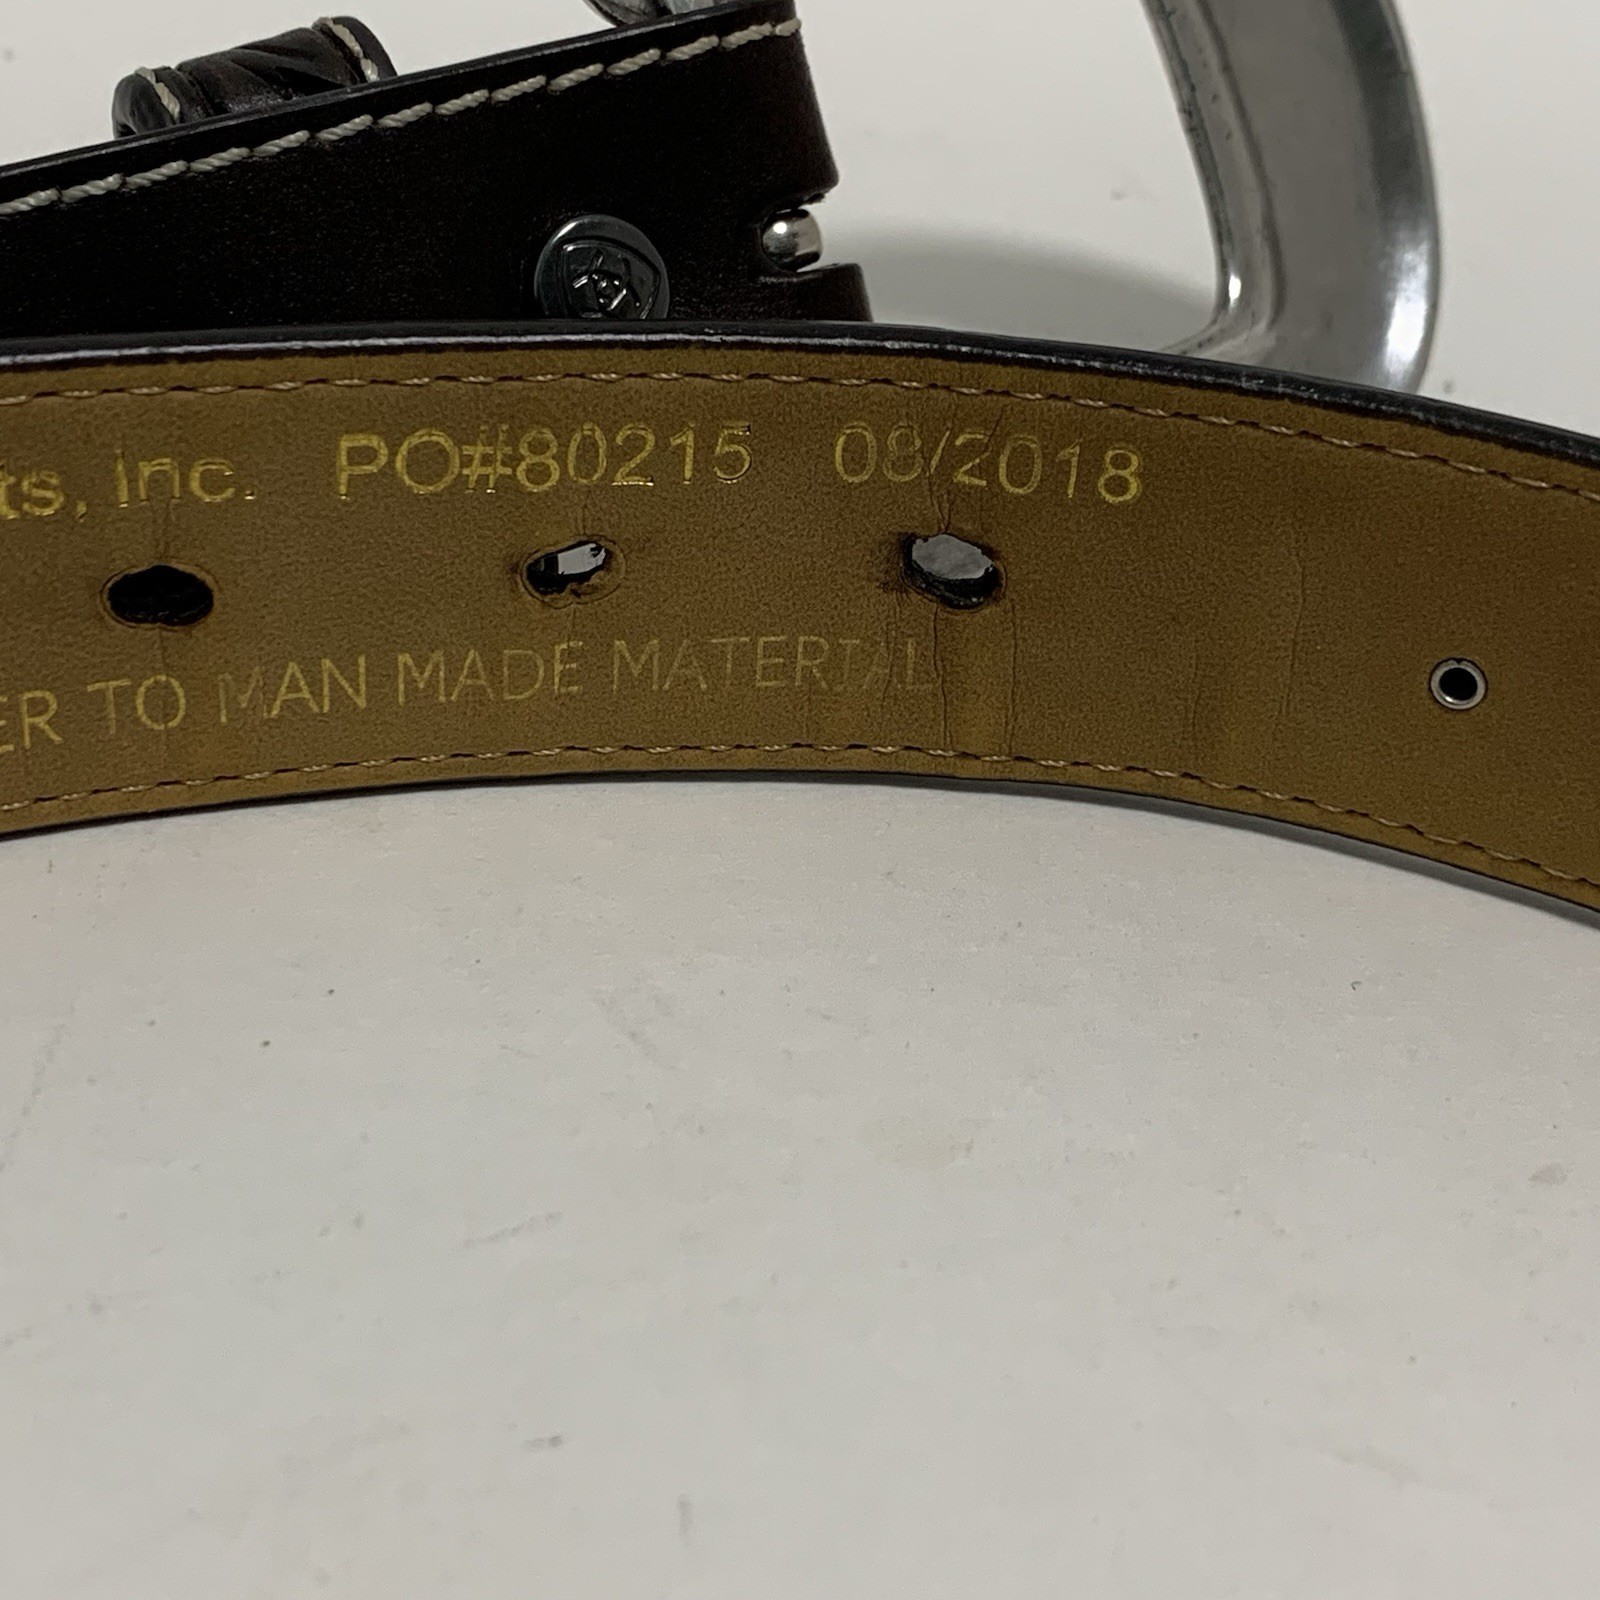 ts, Inc. PO#80215 08/2018
ER TO MAN MADE MATERIAL